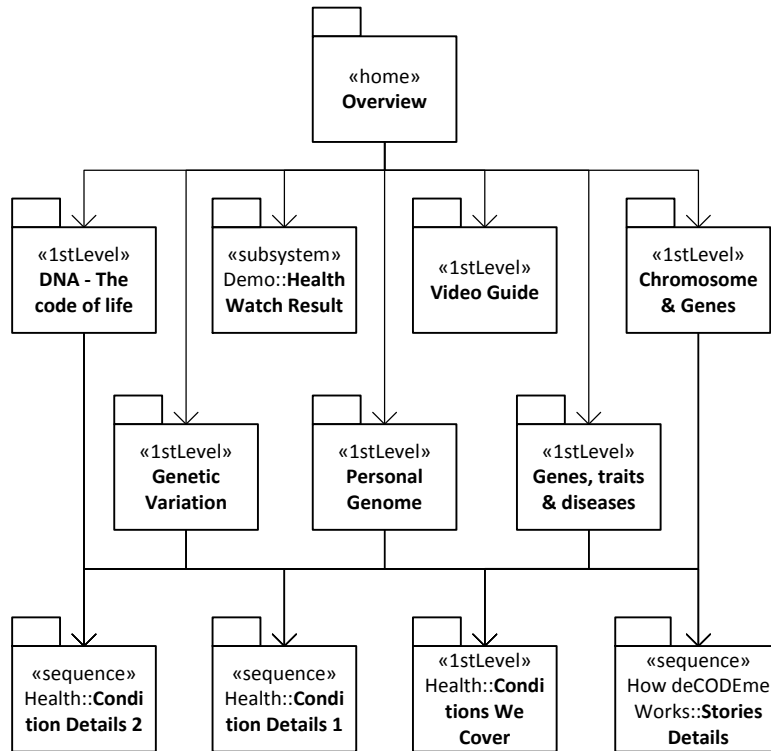 «home»
Overview
«1stLevel»
DNA - The
code of life
«subsystem»
Demo::Health
Watch Result
«1stLevel»
Video Guide
«1stLevel»
Chromosome
& Genes
«1stLevel»
Genetic
Variation
«1stLevel»
Personal
Genome
«1stLevel»
Genes, traits
& diseases
«sequence»
Health::Condi
tion Details 2
«sequence»
Health::Condi
tion Details 1
«1stLevel»
Health::Condi
tions We
Cover
«sequence»
How deCODEme
Works::Stories
Details